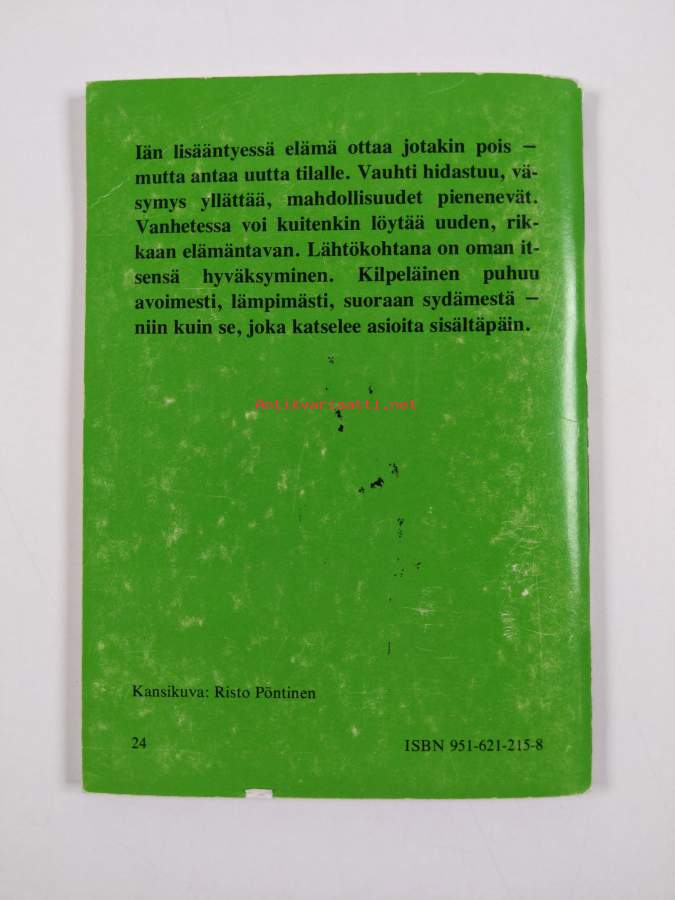 Iän lisääntyessä elämä ottaa jotakin pois –
mutta antaa uutta tilalle. Vauhti hidastuu, vä-
symys yllättää, mahdollisuudet pienenevät.
Vanhetessa voi kuitenkin löytää uuden, rik-
kaan elämäntavan. Lähtökohtana on oman it-
sensä hyväksyminen. Kilpeläinen puhuu
avoimesti, lämpimästi, suoraan sydämestä –
niin kuin se, joka katselee asioita sisältäpäin.
Antikvariaatti.net
Kansikuva: Risto Pöntinen
24 ISBN 951-621-215-8